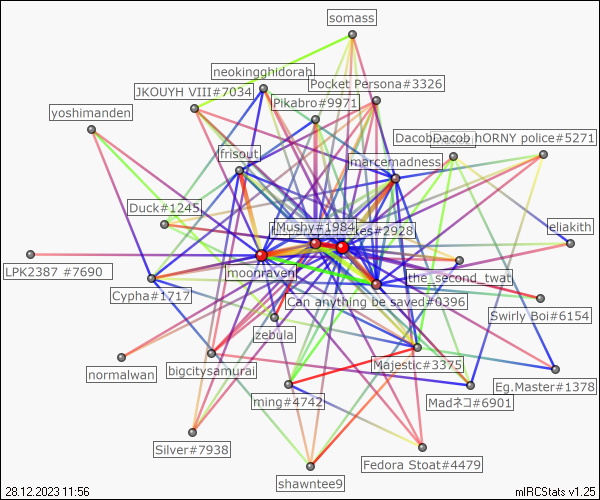 somass
neokingghidorah
JKOUYH VIII#7034
Pocket Persona#3326
Pikabro#9971
yoshimanden
Dacob
Dacob hORNY police#5271
frisout
marcemadness
Duck#1245
Mushy#1984
kes#2928
eliakith
LPK2387 #7690
moonraven
the_second_twat
Cypha#1717
Can anything be saved#0396
Swirly Boi#6154
zebula
normalwan
bigcitysamurai
Majestic#3375
Eg.Master#1378
ming#4742
Madネコ#6901
Silver#7938
Fedora Stoat#4479
shawntee9
28.12.2023 11:56
mIRCStats v1.25